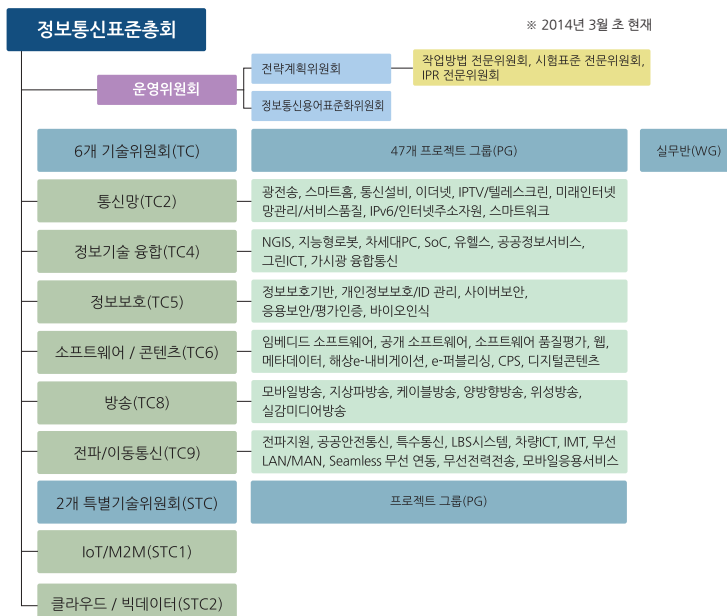 정보통신표준총회
※ 2014년 3월 초 현재
운영위원회
전략계획위원회
작업방법 전문위원회, 시험표준 전문위원회,
IPR 전문위원회
정보통신용어표준화위원회
6개 기술위원회(TC)
47개 프로젝트 그룹(PG)
실무반(WG)
통신망(TC2)
광전송, 스마트홈, 통신설비, 이더넷, IPTV/텔레스크린, 미래인터넷
망관리/서비스품질, IPv6/인터넷주소자원, 스마트워크
정보기술 융합(TC4)
NGIS, 지능형로봇, 차세대PC, SoC, 유헬스, 공공정보서비스,
그린ICT, 가시광 융합통신
정보보호(TC5)
정보보호기반, 개인정보보호/ID 관리, 사이버보안,
응용보안/평가인증, 바이오인식
소프트웨어 / 콘텐츠(TC6)
임베디드 소프트웨어, 공개 소프트웨어, 소프트웨어 품질평가, 웹,
메타데이터, 해상e-내비게이션, e-퍼블리싱, CPS, 디지털콘텐츠
방송(TC8)
모바일방송, 지상파방송, 케이블방송, 양방향방송, 위성방송,
실감미디어방송
전파/이동통신(TC9)
전파지원, 공공안전통신, 특수통신, LBS시스템, 차량ICT, IMT, 무선
LAN/MAN, Seamless 무선 연동, 무선전력전송, 모바일응용서비스
2개 특별기술위원회(STC)
프로젝트 그룹(PG)
IoT/M2M(STC1)
클라우드 / 빅데이터(STC2)